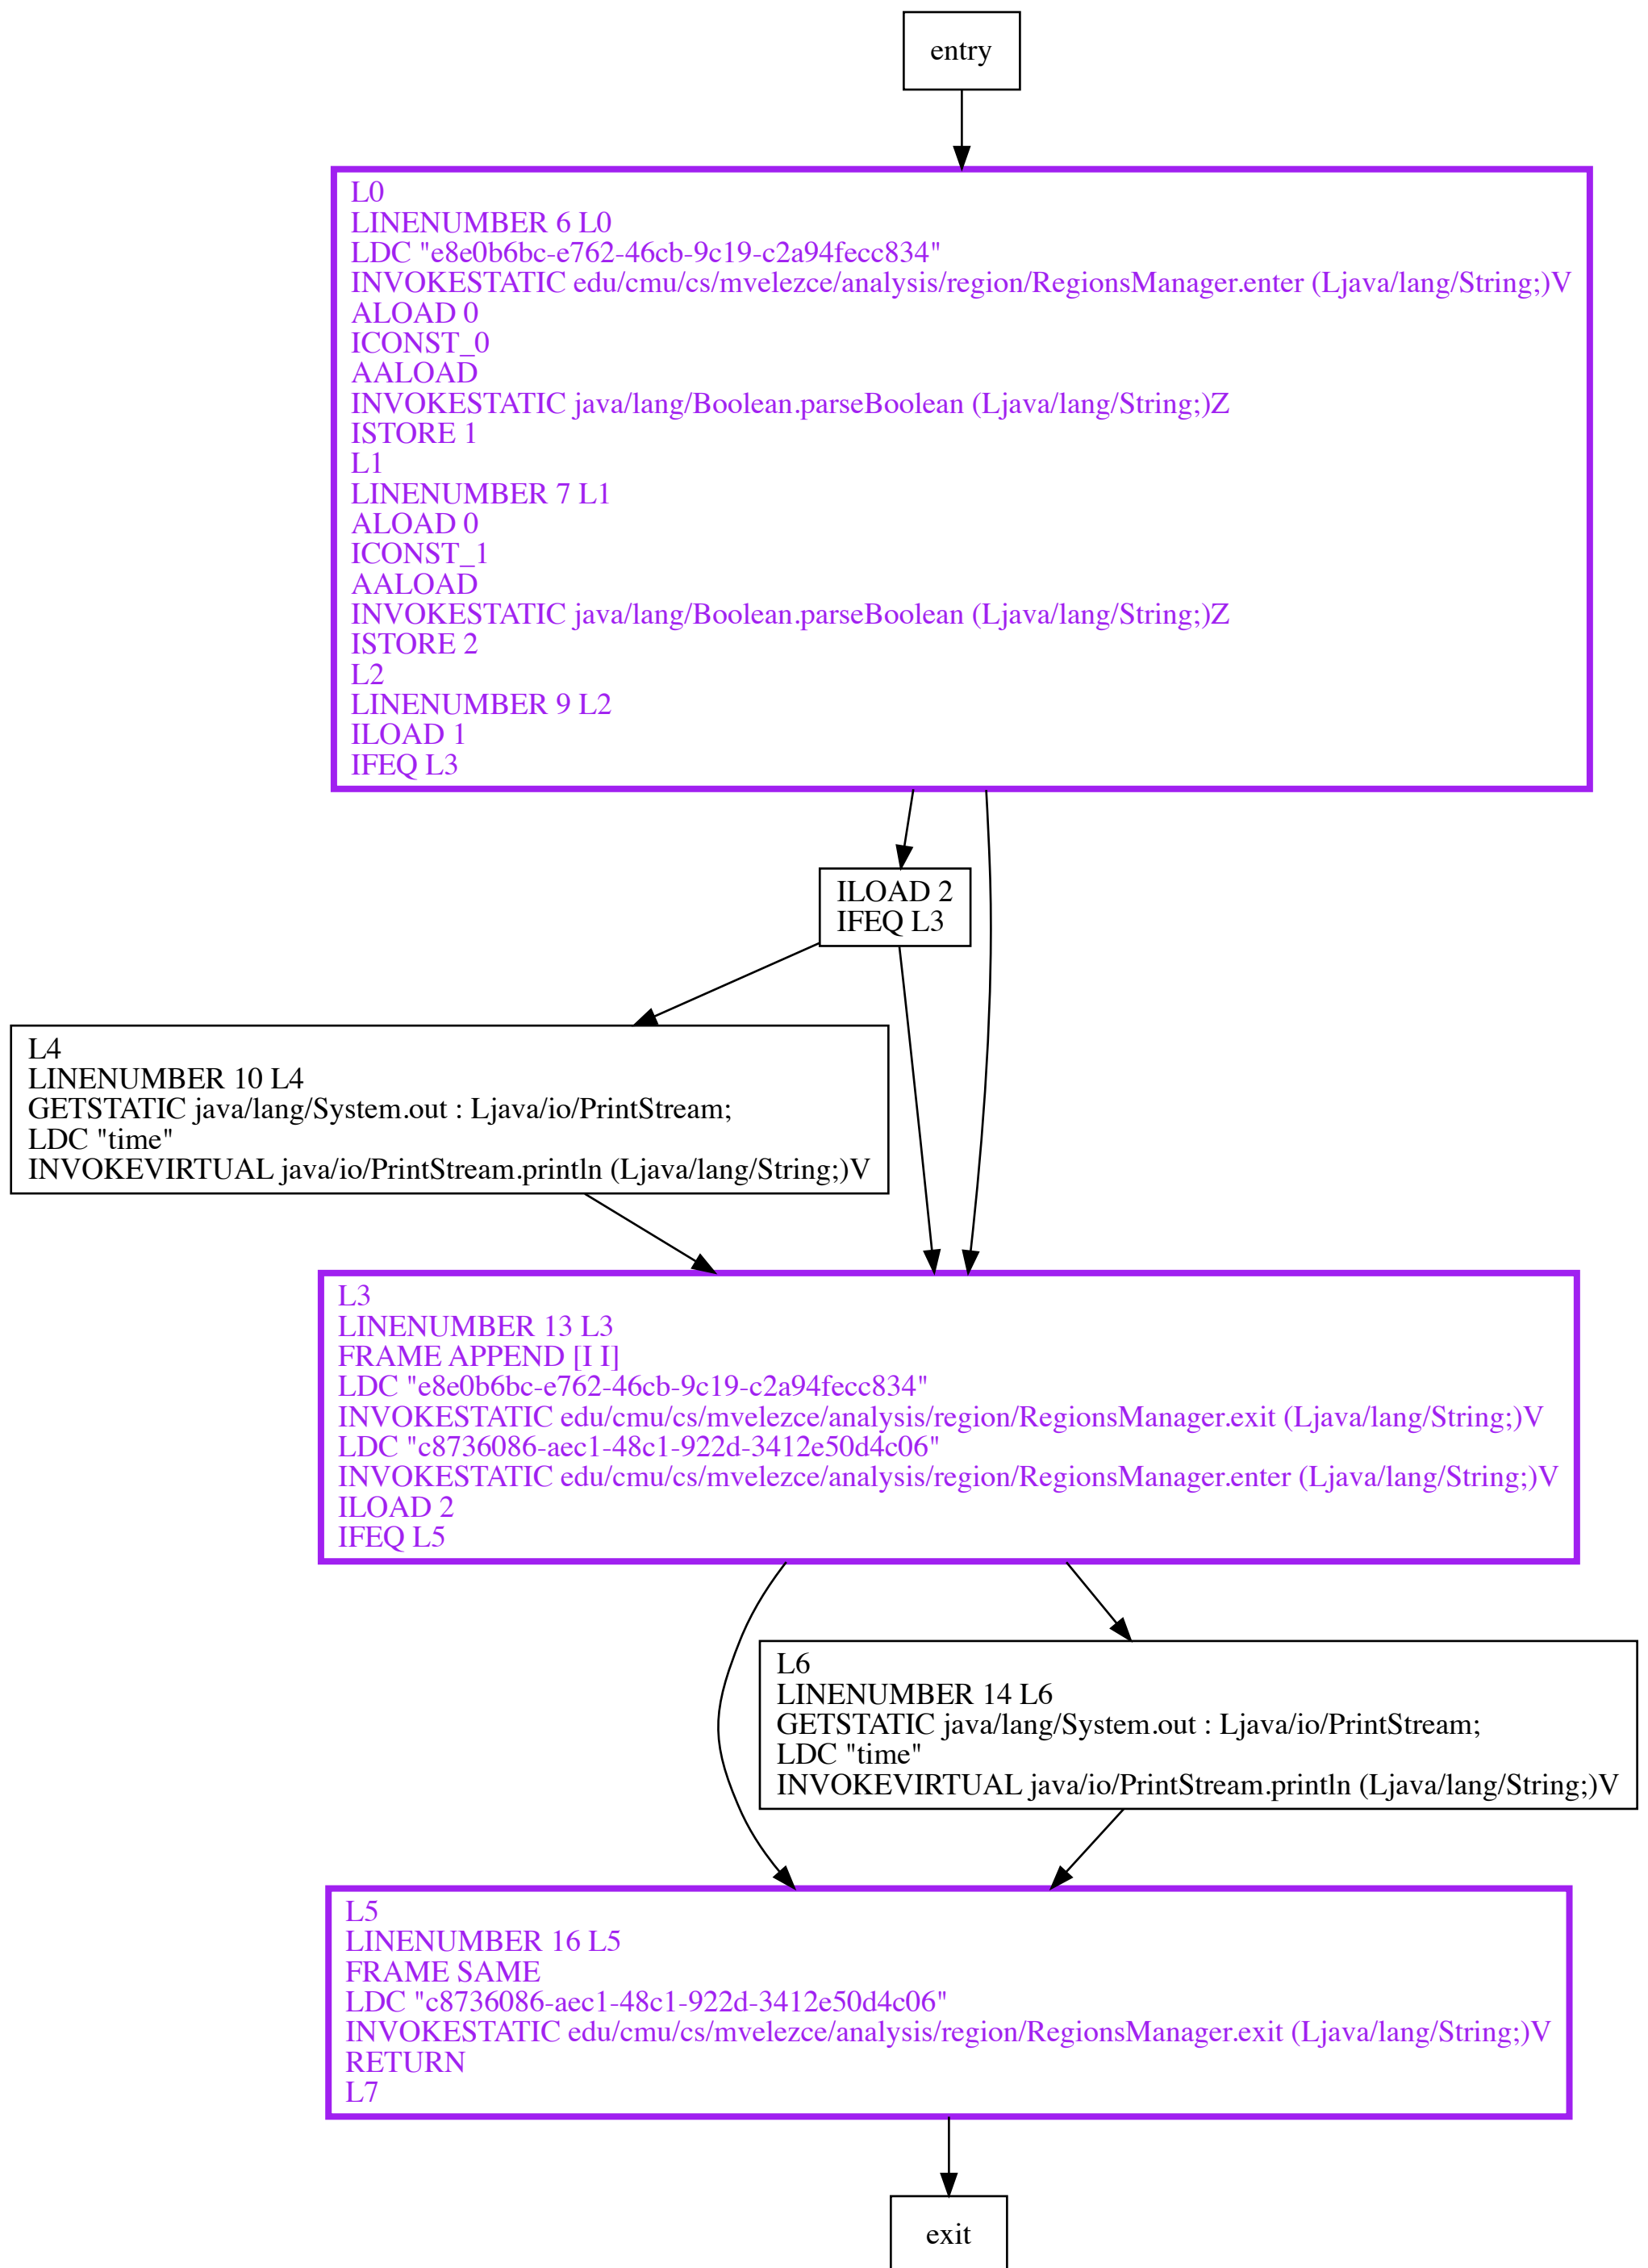 entry
L0
LINENUMBER 6 L0
LDC "e8e0b6bc-e762-46cb-9c19-c2a94fecc834"
INVOKESTATIC edu/cmu/cs/mvelezce/analysis/region/RegionsManager.enter (Ljava/lang/String;)V
ALOAD 0
ICONST_0
AALOAD
INVOKESTATIC java/lang/Boolean.parseBoolean (Ljava/lang/String;)Z
ISTORE 1
L1
LINENUMBER 7 L1
ALOAD 0
ICONST_1
AALOAD
INVOKESTATIC java/lang/Boolean.parseBoolean (Ljava/lang/String;)Z
ISTORE 2
L2
LINENUMBER 9 L2
ILOAD 1
IFEQ L3
ILOAD 2
IFEQ L3
L4
LINENUMBER 10 L4
GETSTATIC java/lang/System.out : Ljava/io/PrintStream;
LDC "time"
INVOKEVIRTUAL java/io/PrintStream.println (Ljava/lang/String;)V
L3
LINENUMBER 13 L3
FRAME APPEND [I I]
LDC "e8e0b6bc-e762-46cb-9c19-c2a94fecc834"
INVOKESTATIC edu/cmu/cs/mvelezce/analysis/region/RegionsManager.exit (Ljava/lang/String;)V
LDC "c8736086-aec1-48c1-922d-3412e50d4c06"
INVOKESTATIC edu/cmu/cs/mvelezce/analysis/region/RegionsManager.enter (Ljava/lang/String;)V
ILOAD 2
IFEQ L5
L6
LINENUMBER 14 L6
GETSTATIC java/lang/System.out : Ljava/io/PrintStream;
LDC "time"
INVOKEVIRTUAL java/io/PrintStream.println (Ljava/lang/String;)V
L5
LINENUMBER 16 L5
FRAME SAME
LDC "c8736086-aec1-48c1-922d-3412e50d4c06"
INVOKESTATIC edu/cmu/cs/mvelezce/analysis/region/RegionsManager.exit (Ljava/lang/String;)V
RETURN
L7
exit